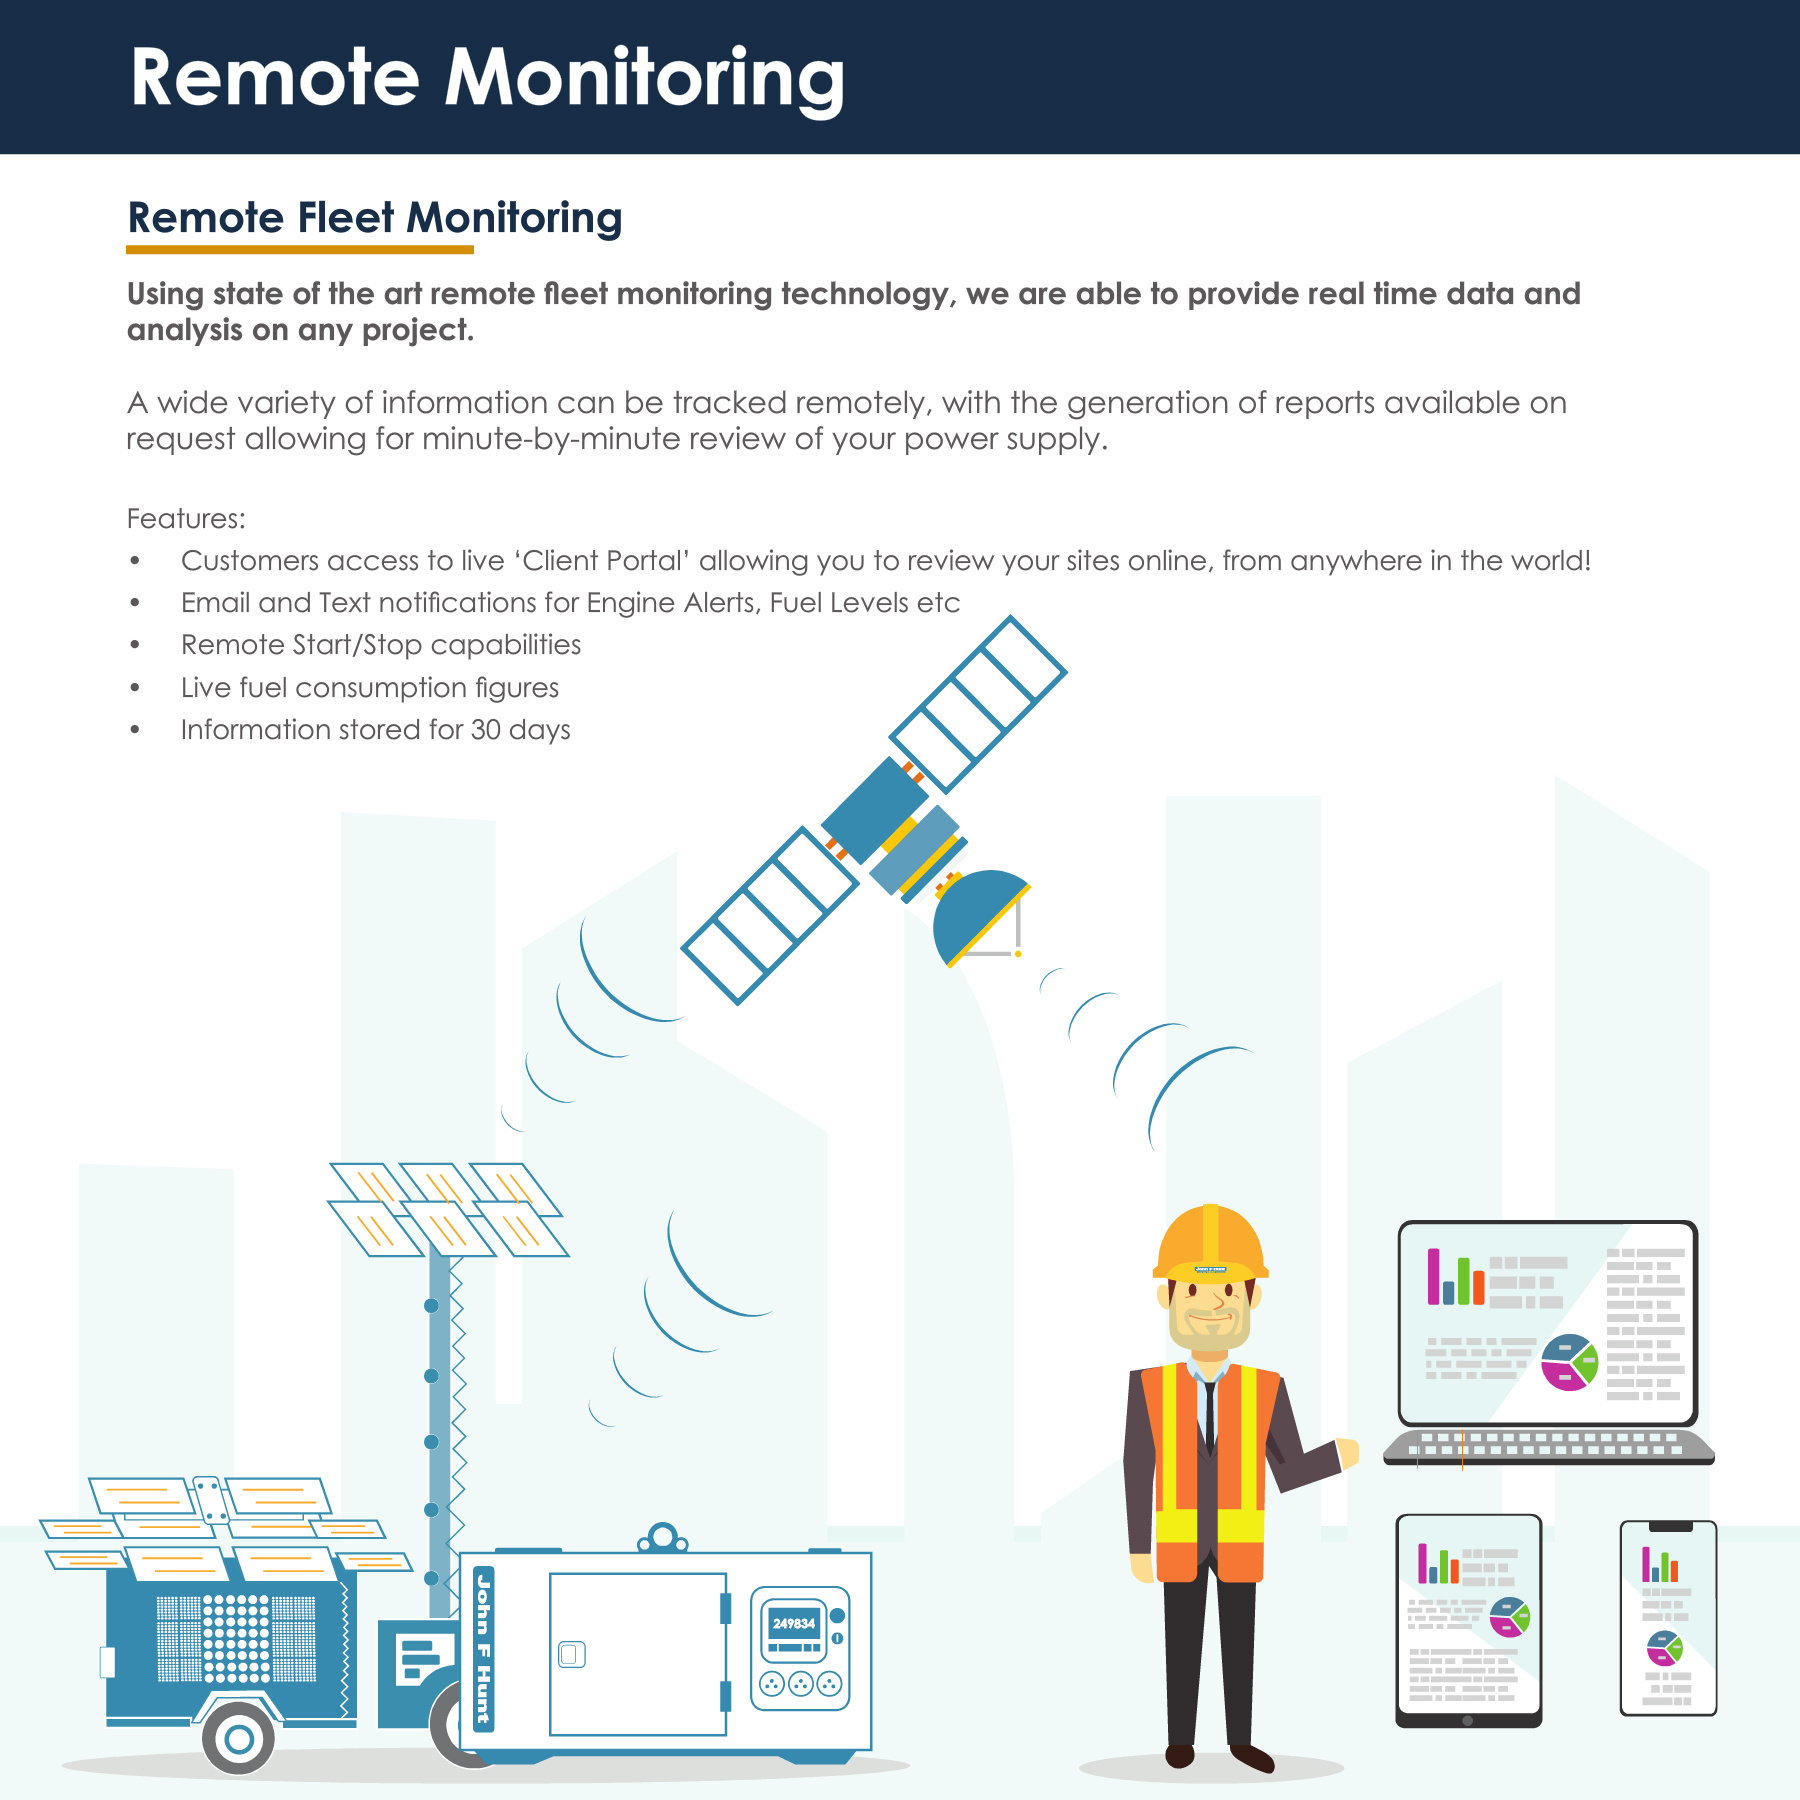 Remote Monitoring
Remote Fleet Monitoring
Using state of the art remote fleet monitoring technology, we are able to provide real time data and
analysis on any project.
A wide variety of information can be tracked remotely, with the generation of reports available on
request allowing for minute-by-minute review of your power supply.
Features:
• Customers access to live ‘Client Portal’ allowing you to review your sites online, from anywhere in the world!
• Email and Text notifications for Engine Alerts, Fuel Levels etc
• Remote Start/Stop capabilities
• Live fuel consumption figures
• Information stored for 30 days
John F Hunt
249834